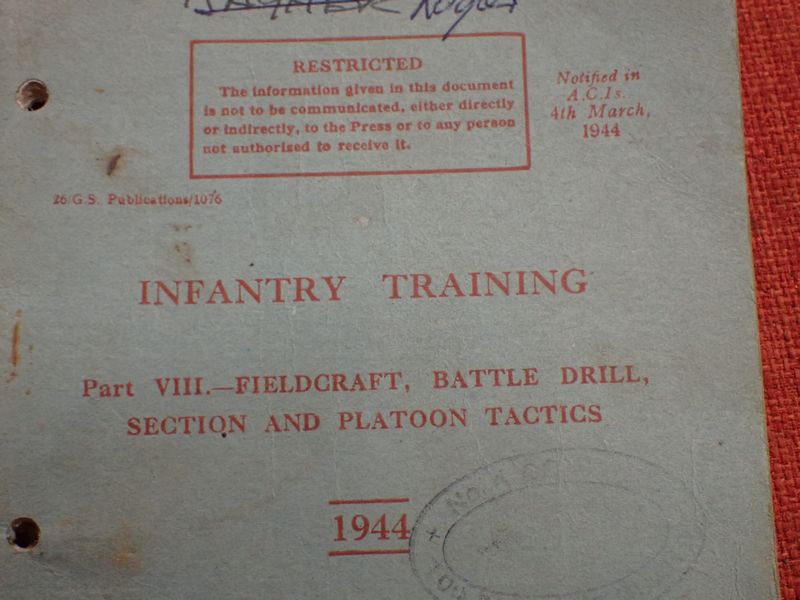 RESTRICTED
The information given in this document
is not to be communicated, either directly
or indirectly, to the Press or to any person
not authorised to receive it.
Notified in
A.C.Is.
4th March,
1944
26/G.S. Publications/1076
INFANTRY TRAINING
Part VIII.—FIELDCRAFT, BATTLE DRILL,
SECTION AND PLATOON TACTICS
1944